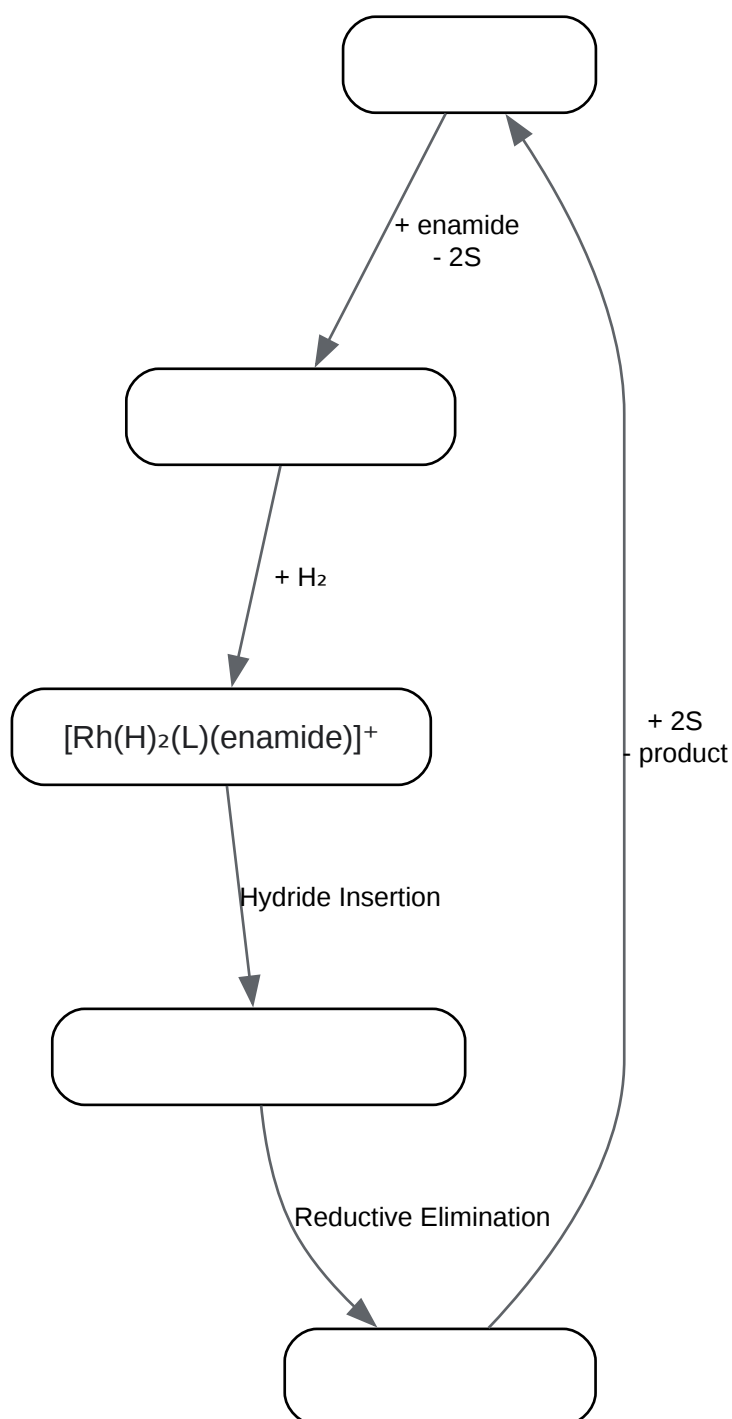 + enamide
- 2S
+ H₂
[Rh(H)₂(L)(enamide)]⁺
+ 2S
- product
Hydride Insertion
Reductive Elimination